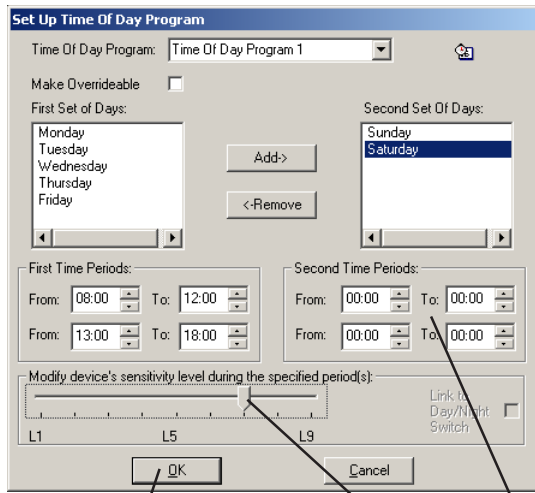 Set Up Time Of Day Program
Time Of Day Program: Time Of Day Program 1
Make Overrideable
First Set of Days: Second Set Of Days:
Monday
Tuesday
Wednesday
Thursday
Friday
Add->
<-Remove
Sunday
Saturday
First Time Periods: Second Time Periods:
From: 08:00 To: 12:00 From: 00:00 To: 00:00
From: 13:00 To: 18:00 From: 00:00 To: 00:00
Modify device's sensitivity level during the specified period(s):
Link to
Day/Night
Switch
L1 L5 L9
OK Cancel